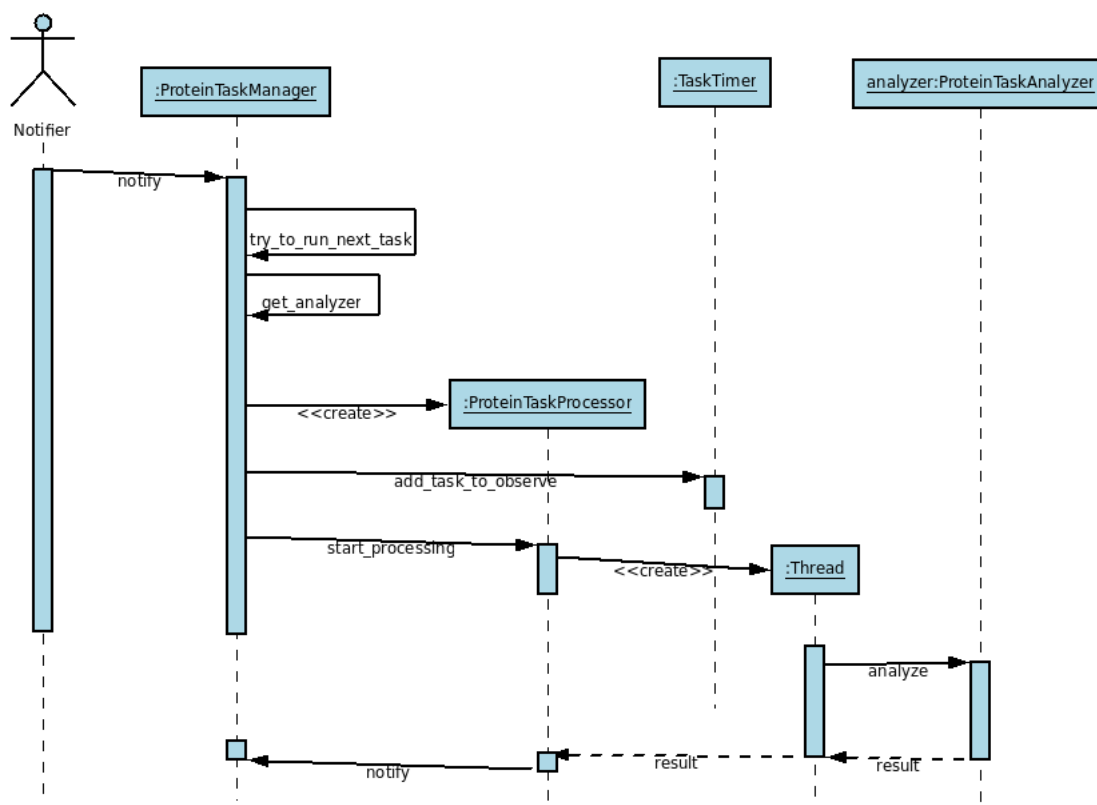 :TaskTimer
analyzer:ProteinTaskAnalyzer
:ProteinTaskManager
Notifier
notify
try_to_run_next_task
get_analyzer
:ProteinTaskProcessor
<<create>>
add_task_to_observe
start_processing
<<create>>
:Thread
analyze
result
result
notify